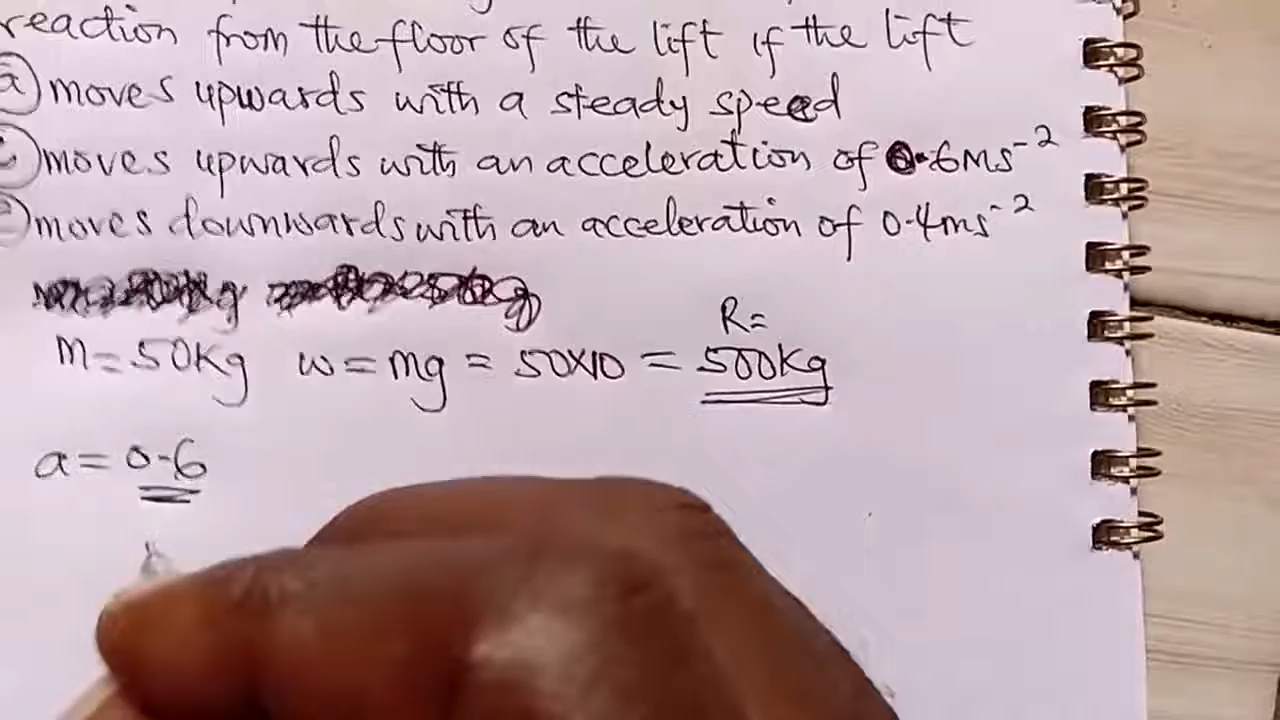 reaction from the floor of the lift if the lift
a) moves upwards with a steady speed
moves upwards with an acceleration of 0.6ms⁻²
moves downwards with an acceleration of 0.4ms⁻²
R=
m=50kg w=mg = 50x10 = 500kg
a=0.6